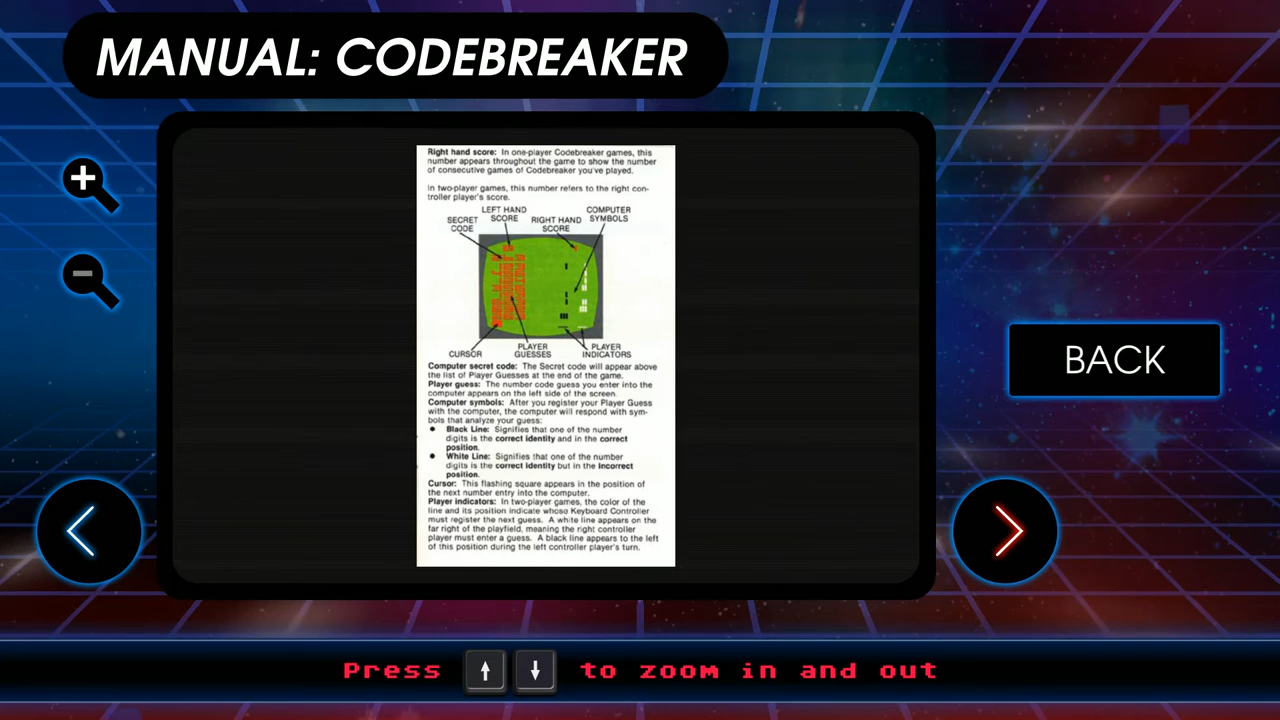 MANUAL: CODEBREAKER
Right hand score: In one-player Codebreaker games, this
number appears throughout the game to show the number
of consecutive games of Codebreaker you've played.
In two-player games, this number refers to the right con-
troller player's score.
LEFT HAND
SCORE
COMPUTER
SYMBOLS
SECRET
CODE
RIGHT HAND
SCORE
CURSOR
PLAYER
GUESSES
PLAYER
INDICATORS
Computer secret code: The Secret code will appear above
the list of Player Guesses at the end of the game.
Player guess: The number code guess you enter into the
computer appears on the left side of the screen.
Computer symbols: After you register your Player Guess
with the computer, the computer will respond with sym-
bols that analyze your guess:
● Black Line: Signifies that one of the number
digits is the correct identity and in the correct
position.
● White Line: Signifies that one of the number
digits is the correct identity but in the incorrect
position.
Cursor: This flashing square appears in the position of
the next number entry into the computer.
Player indicators: In two-player games, the color of the
line and its position indicate whose Keyboard Controller
must register the next guess. A white line appears on the
far right of the playfield, meaning the right controller
player must enter a guess. A black line appears to the left
of this position during the left controller player's turn.
BACK
Press ↑ ↓ to zoom in and out